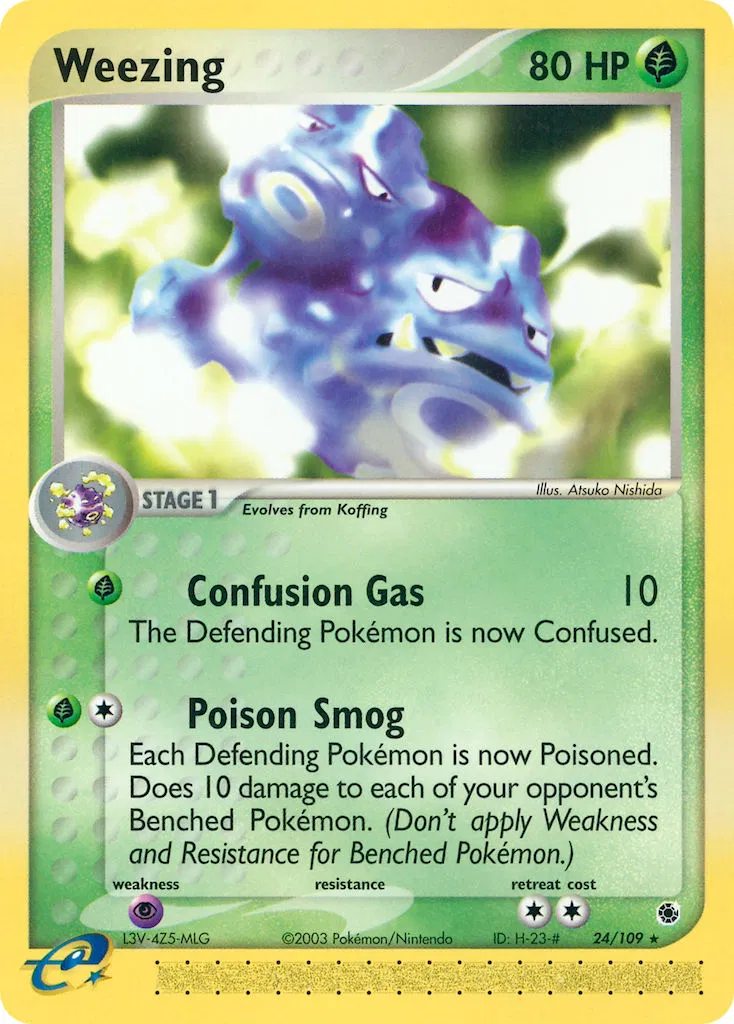 Weezing 80 HP
Illus. Atsuko Nishida
STAGE 1
Evolves from Koffing
Confusion Gas 10
The Defending Pokémon is now Confused.
Poison Smog
Each Defending Pokémon is now Poisoned.
Does 10 damage to each of your opponent's
Benched Pokémon. (Don't apply Weakness
and Resistance for Benched Pokémon.)
weakness resistance retreat cost
L3V-4Z5-MLG ©2003 Pokémon/Nintendo ID: H-23-# 24/109 ★
e